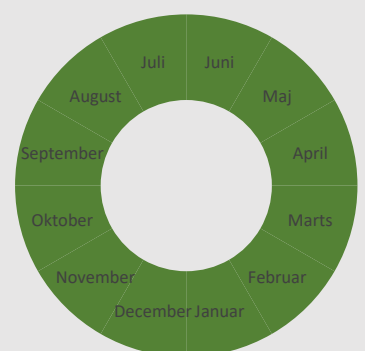 Juli
Juni
August
Maj
September
April
Oktober
Marts
November
Februar
December
Januar